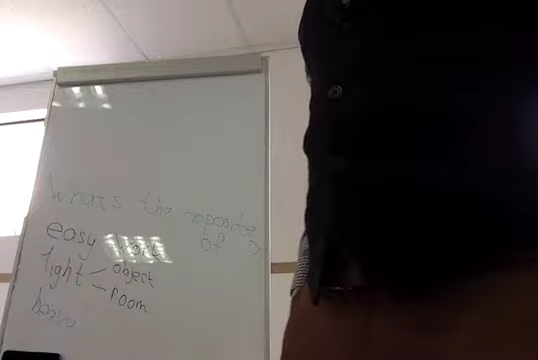 What's the opposite
of ?
easy
light object
room